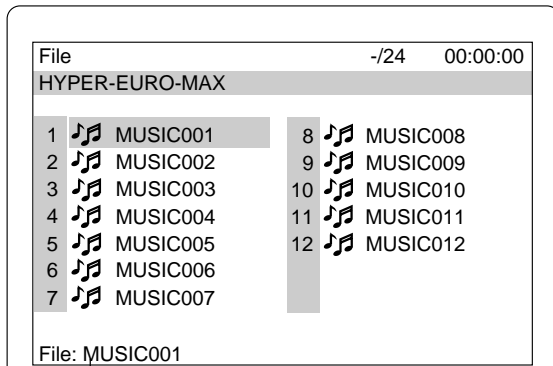 File -/24 00:00:00
HYPER-EURO-MAX
1 MUSIC001
2 MUSIC002
3 MUSIC003
4 MUSIC004
5 MUSIC005
6 MUSIC006
7 MUSIC007
8 MUSIC008
9 MUSIC009
10 MUSIC010
11 MUSIC011
12 MUSIC012
File: MUSIC001